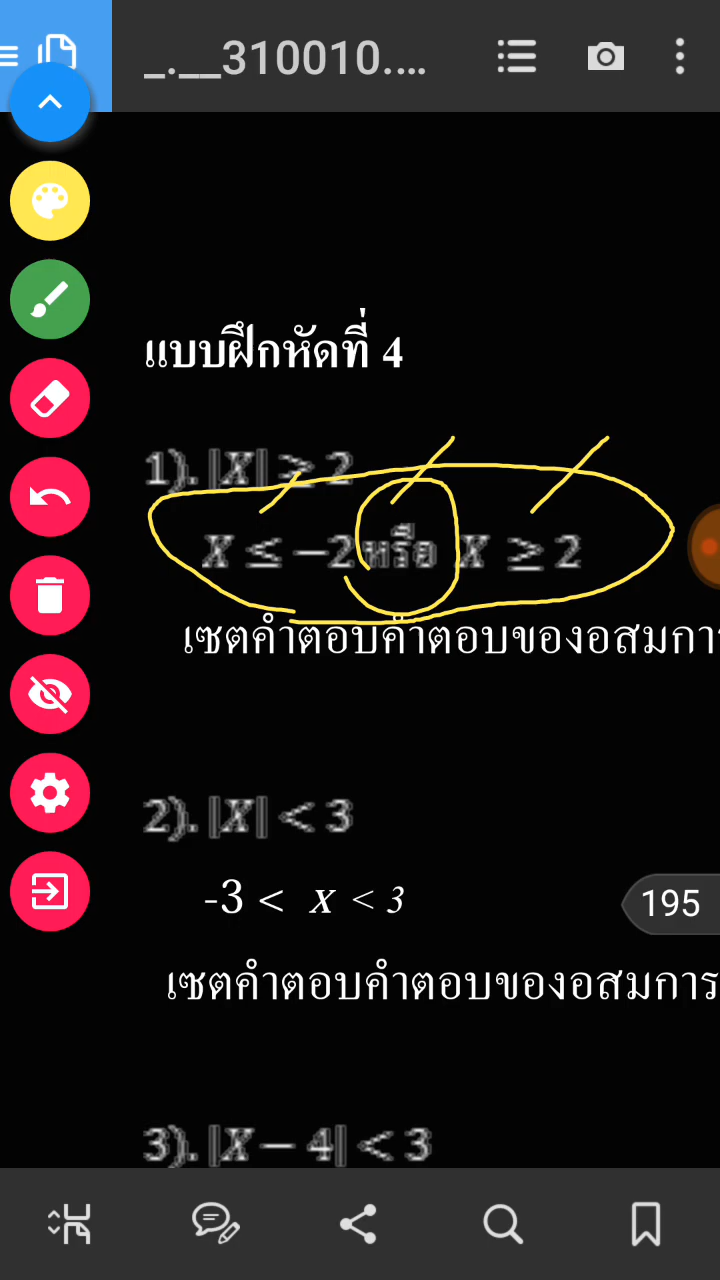 _.__310010....
แบบฝึกหัดที่ 4
1). |X| ≥ 2
X ≤ −2 หรือ X ≥ 2
เซตคำตอบคำตอบของอสมกา
2). |X| < 3
-3 < x < 3
195
เซตคำตอบคำตอบของอสมการ
3). |X − 4| < 3